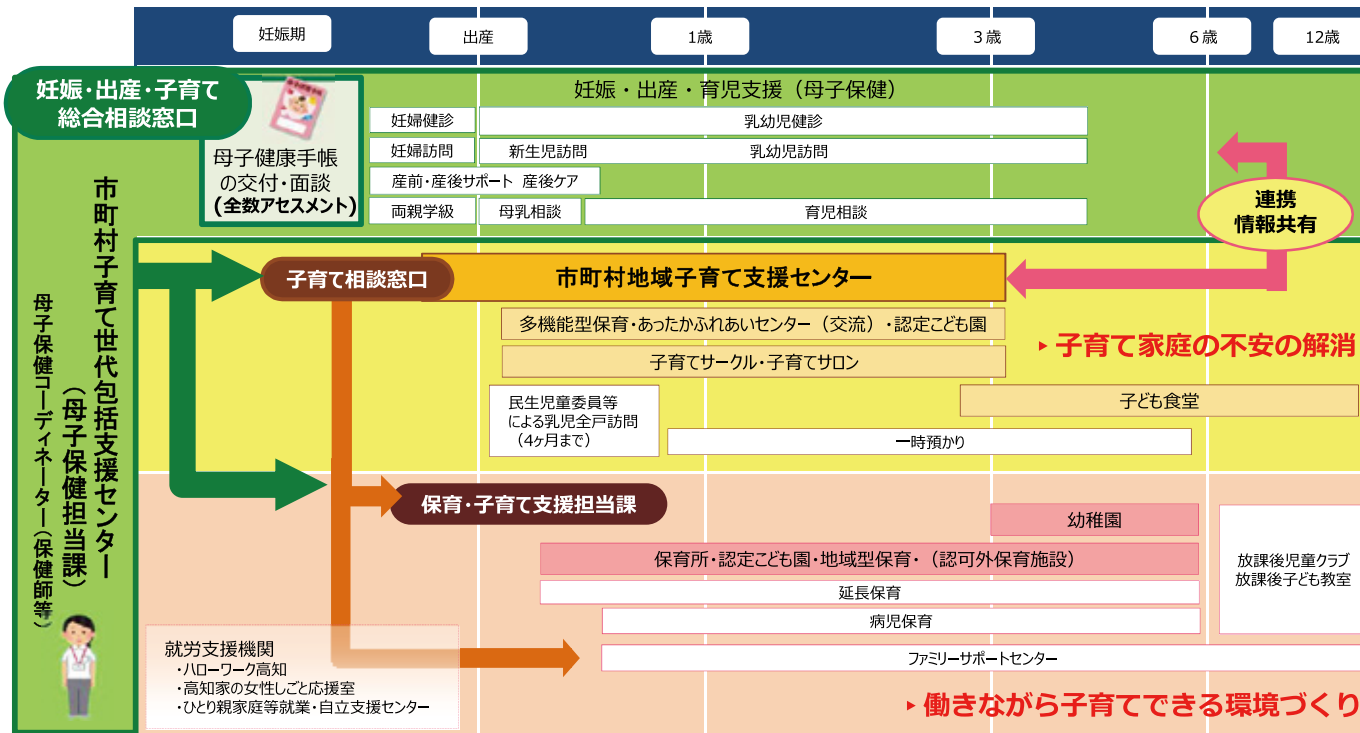 妊娠期
出産
1歳
3歳
6歳
12歳
妊娠・出産・子育て
総合相談窓口
母子健康手帳
の交付・面談
(全数アセスメント)
妊娠・出産・育児支援（母子保健）
妊婦健診
乳幼児健診
妊婦訪問
新生児訪問
乳幼児訪問
産前・産後サポート 産後ケア
両親学級
母乳相談
育児相談
連携
情報共有
市町村子育て世代包括支援センター
（母子保健担当課）
母子保健コーディネーター（保健師等）
子育て相談窓口
市町村地域子育て支援センター
多機能型保育・あったかふれあいセンター（交流）・認定こども園
子育てサークル・子育てサロン
▸ 子育て家庭の不安の解消
民生児童委員等
による乳児全戸訪問
（4ヶ月まで）
子ども食堂
一時預かり
保育・子育て支援担当課
幼稚園
保育所・認定こども園・地域型保育・（認可外保育施設）
延長保育
病児保育
放課後児童クラブ
放課後子ども教室
ファミリーサポートセンター
就労支援機関
・ハローワーク高知
・高知家の女性しごと応援室
・ひとり親家庭等就業・自立支援センター
▸ 働きながら子育てできる環境づくり